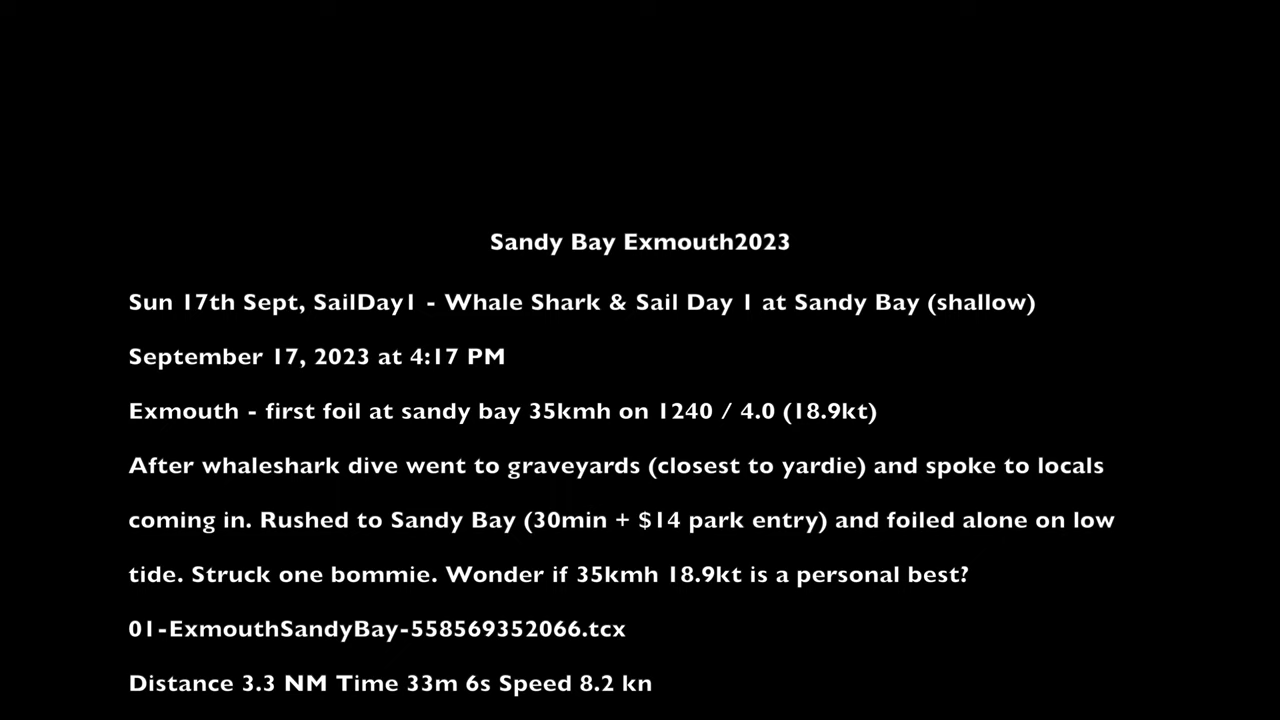 Sandy Bay Exmouth2023
Sun 17th Sept, SailDay1 - Whale Shark & Sail Day 1 at Sandy Bay (shallow)
September 17, 2023 at 4:17 PM
Exmouth - first foil at sandy bay 35kmh on 1240 / 4.0 (18.9kt)
After whaleshark dive went to graveyards (closest to yardie) and spoke to locals
coming in. Rushed to Sandy Bay (30min + $14 park entry) and foiled alone on low
tide. Struck one bommie. Wonder if 35kmh 18.9kt is a personal best?
01-ExmouthSandyBay-558569352066.tcx
Distance 3.3 NM Time 33m 6s Speed 8.2 kn